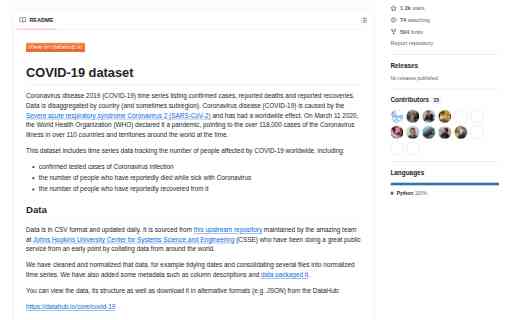 README
COVID-19 dataset
Coronavirus disease 2019 (COVID-19) time series listing confirmed cases, reported deaths and reported recoveries.
Data is disaggregated by country (and sometimes subregion). Coronavirus disease (COVID-19) is caused by the
Severe acute respiratory syndrome Coronavirus 2 (SARS-CoV-2) and has had a worldwide effect. On March 11 2020,
the World Health Organization (WHO) declared it a pandemic, pointing to the over 118,000 cases of the Coronavirus
illness in over 110 countries and territories around the world at the time.
This dataset includes time series data tracking the number of people affected by COVID-19 worldwide, including:
• confirmed tested cases of Coronavirus infection
• the number of people who have reportedly died while sick with Coronavirus
• the number of people who have reportedly recovered from it
Data
Data is in CSV format and updated daily. It is sourced from this upstream repository maintained by the amazing team
at Johns Hopkins University Center for Systems Science and Engineering (CSSE) who have been doing a great public
service from an early point by collating data from around the world.
We have cleaned and normalized that data, for example tidying dates and consolidating several files into normalized
time series. We have also added some metadata such as column descriptions and data packaged it.
You can view the data, its structure as well as download it in alternative formats (e.g. JSON) from the DataHub:
https://datahub.io/core/covid-19
1.2k stars
74 watching
forks
Report repository
Releases
No releases published
Contributors
Languages
Python 100%